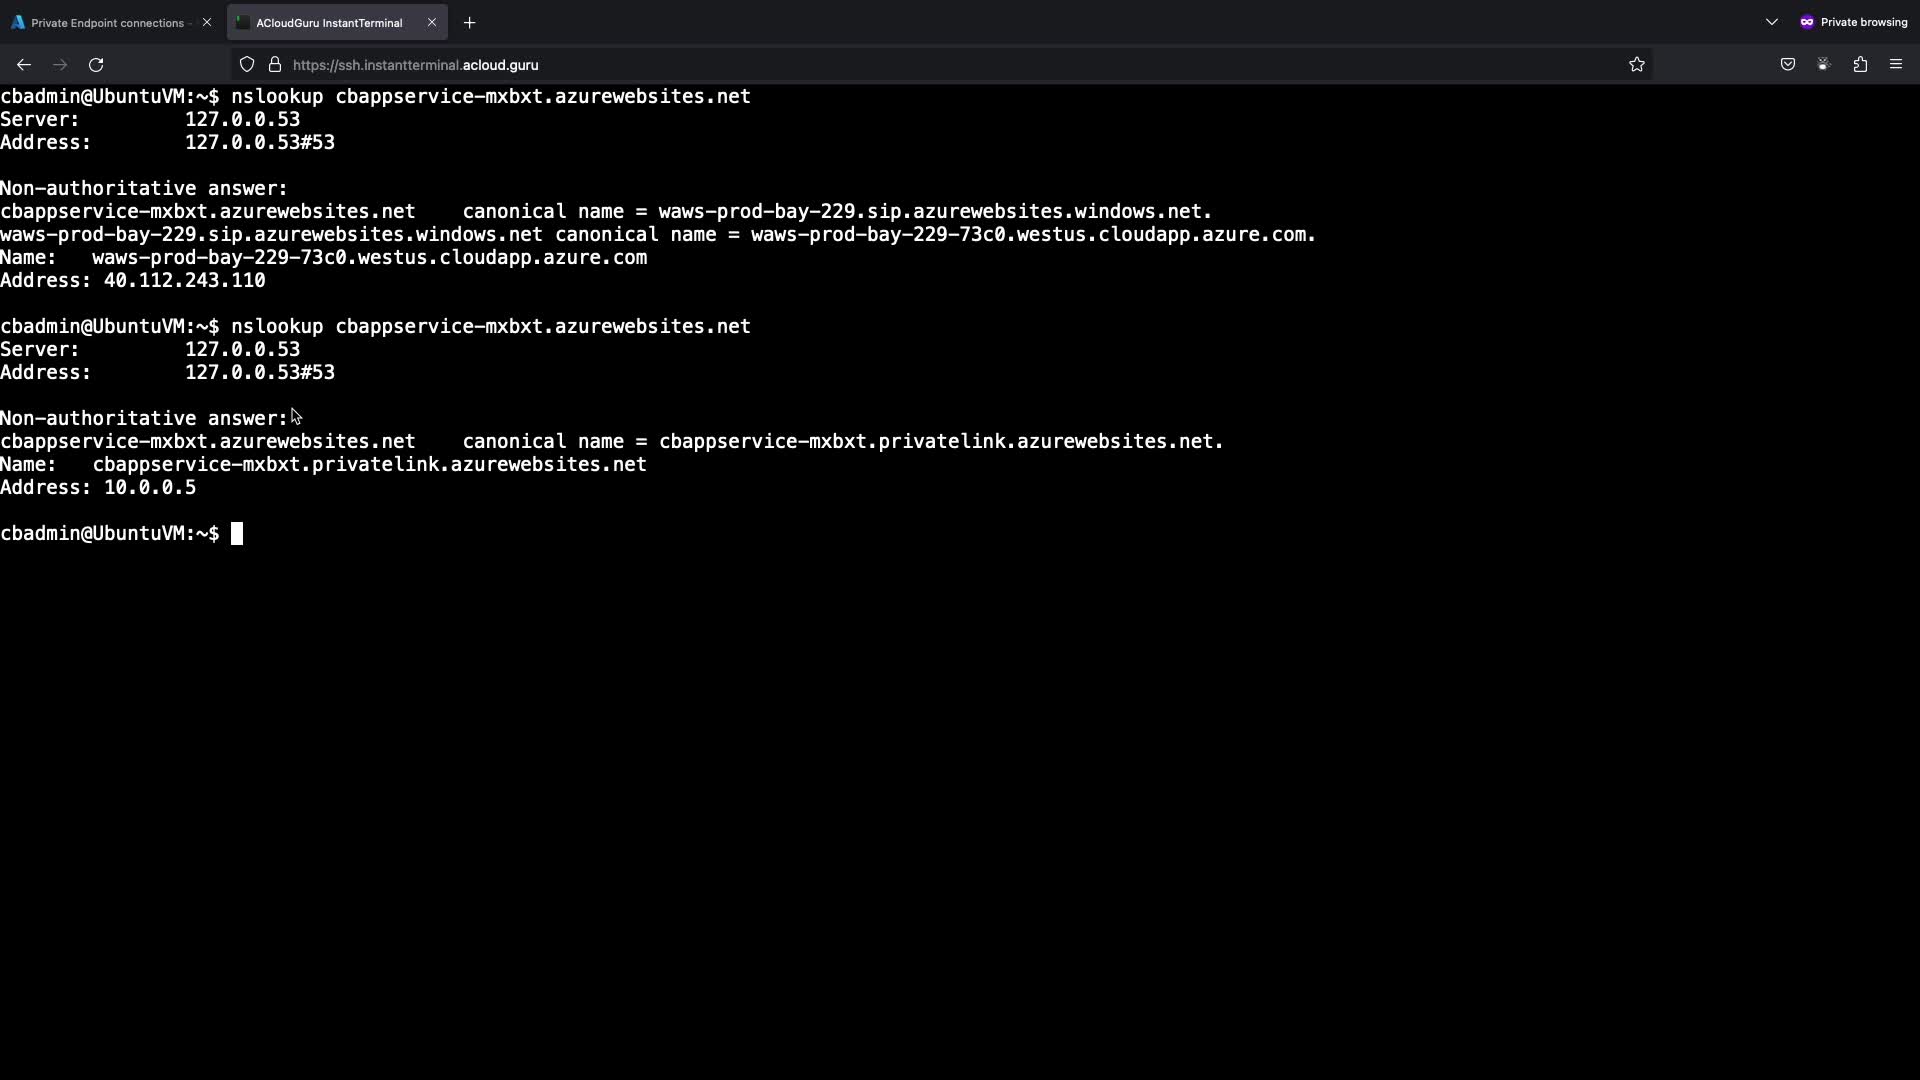 Private Endpoint connections
ACloudGuru InstantTerminal
Private browsing
https://ssh.instantterminal.acloud.guru
cbadmin@UbuntuVM:~$ nslookup cbappservice-mxbxt.azurewebsites.net
Server: 127.0.0.53
Address: 127.0.0.53#53
Non-authoritative answer:
cbappservice-mxbxt.azurewebsites.net canonical name = waws-prod-bay-229.sip.azurewebsites.windows.net.
waws-prod-bay-229.sip.azurewebsites.windows.net canonical name = waws-prod-bay-229-73c0.westus.cloudapp.azure.com.
Name: waws-prod-bay-229-73c0.westus.cloudapp.azure.com
Address: 40.112.243.110
cbadmin@UbuntuVM:~$ nslookup cbappservice-mxbxt.azurewebsites.net
Server: 127.0.0.53
Address: 127.0.0.53#53
Non-authoritative answer:
cbappservice-mxbxt.azurewebsites.net canonical name = cbappservice-mxbxt.privatelink.azurewebsites.net.
Name: cbappservice-mxbxt.privatelink.azurewebsites.net
Address: 10.0.0.5
cbadmin@UbuntuVM:~$